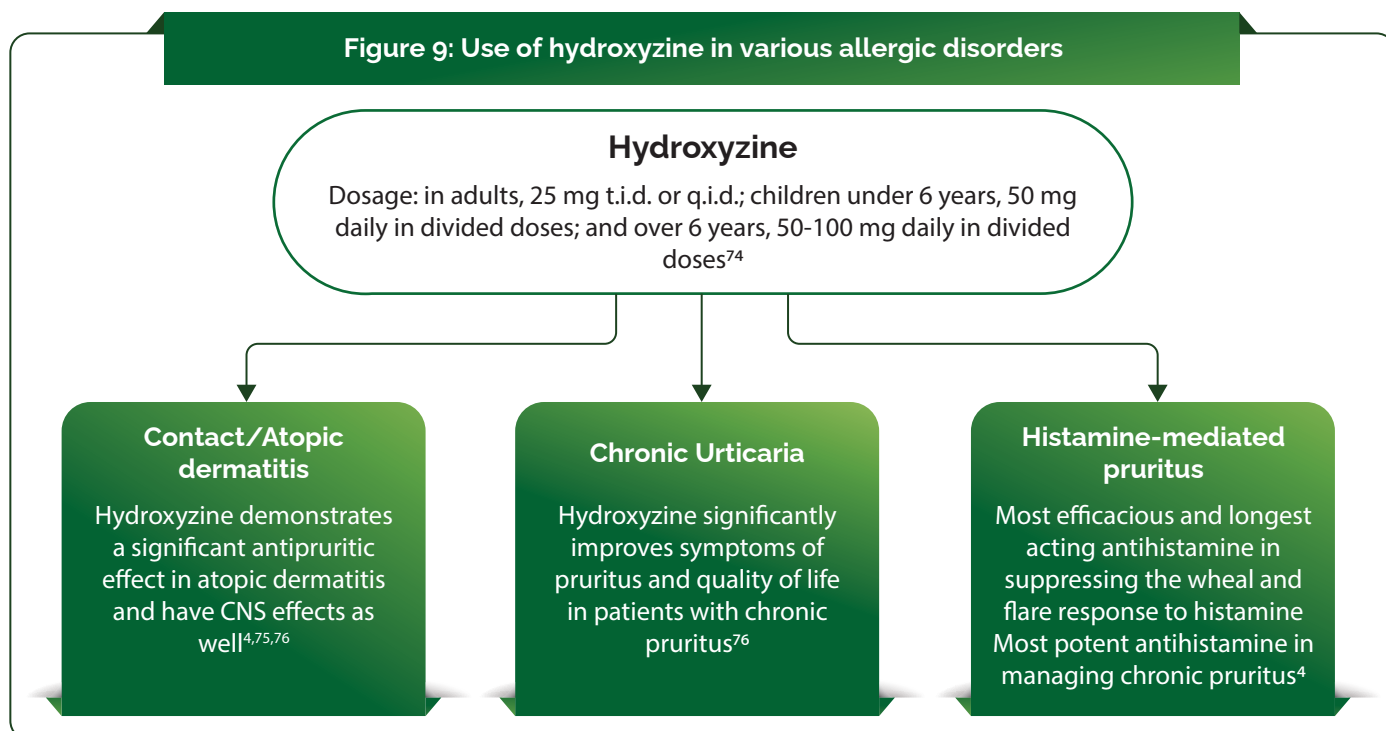 Figure 9: Use of hydroxyzine in various allergic disorders
Hydroxyzine
Dosage: in adults, 25 mg t.i.d. or q.i.d.; children under 6 years, 50 mg
daily in divided doses; and over 6 years, 50-100 mg daily in divided
doses⁷⁴
Contact/Atopic
dermatitis
Hydroxyzine demonstrates
a significant antipruritic
effect in atopic dermatitis
and have CNS effects as
well⁴,⁷⁵,⁷⁶
Chronic Urticaria
Hydroxyzine significantly
improves symptoms of
pruritus and quality of life
in patients with chronic
pruritus⁷⁶
Histamine-mediated
pruritus
Most efficacious and longest
acting antihistamine in
suppressing the wheal and
flare response to histamine
Most potent antihistamine in
managing chronic pruritus⁴